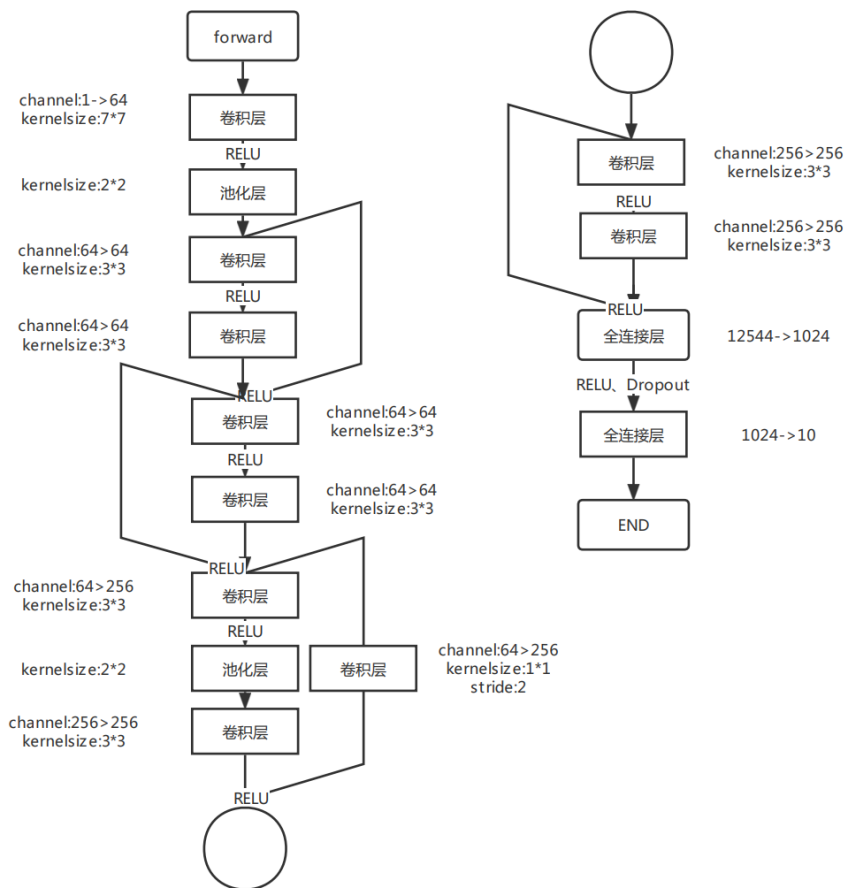 forward
channel:1->64
kernelsize:7*7
卷积层
RELU
kernelsize:2*2
池化层
channel:64>64
kernelsize:3*3
卷积层
RELU
channel:64>64
kernelsize:3*3
卷积层
RELU
卷积层
channel:64>64
kernelsize:3*3
RELU
卷积层
channel:64>64
kernelsize:3*3
RELU
channel:64>256
kernelsize:3*3
卷积层
RELU
kernelsize:2*2
池化层
卷积层
channel:64>256
kernelsize:1*1
stride:2
channel:256>256
kernelsize:3*3
卷积层
RELU
卷积层
channel:256>256
kernelsize:3*3
RELU
卷积层
channel:256>256
kernelsize:3*3
RELU
全连接层
12544->1024
RELU、Dropout
全连接层
1024->10
END